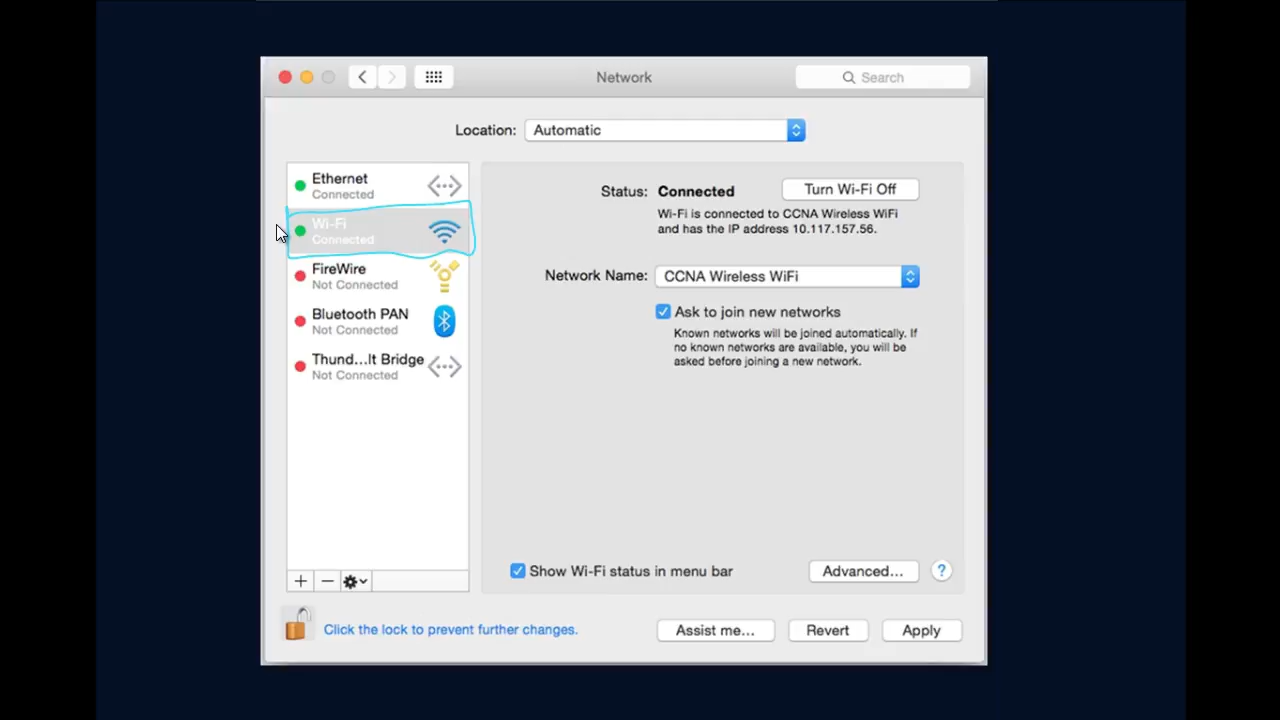 Network
Search
Location: Automatic
Ethernet
Connected
Wi-Fi
Connected
FireWire
Not Connected
Bluetooth PAN
Not Connected
Thund...lt Bridge
Not Connected
Status: Connected
Turn Wi-Fi Off
Wi-Fi is connected to CCNA Wireless WiFi
and has the IP address 10.117.157.56.
Network Name: CCNA Wireless WiFi
Ask to join new networks
Known networks will be joined automatically. If
no known networks are available, you will be
asked before joining a new network.
Show Wi-Fi status in menu bar
Advanced...
?
Click the lock to prevent further changes.
Assist me...
Revert
Apply